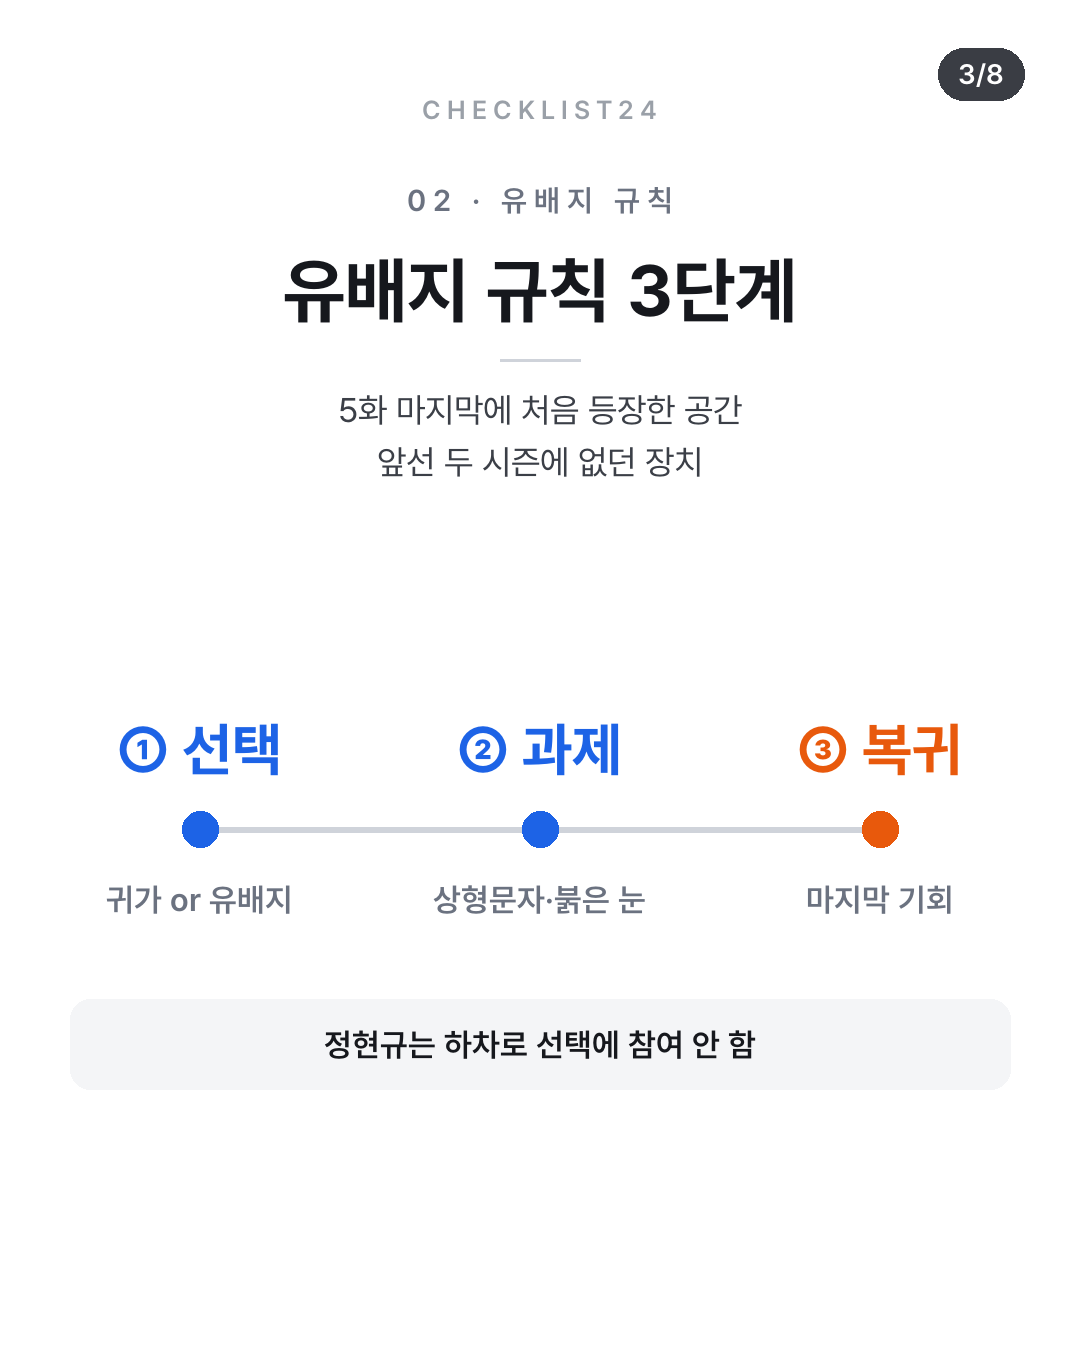 3/8
CHECKLIST24
02 · 유배지 규칙
유배지 규칙 3단계
5화 마지막에 처음 등장한 공간
앞선 두 시즌에 없던 장치
① 선택
② 과제
③ 복귀
귀가 or 유배지
상형문자·붉은 눈
마지막 기회
정현규는 하차로 선택에 참여 안 함